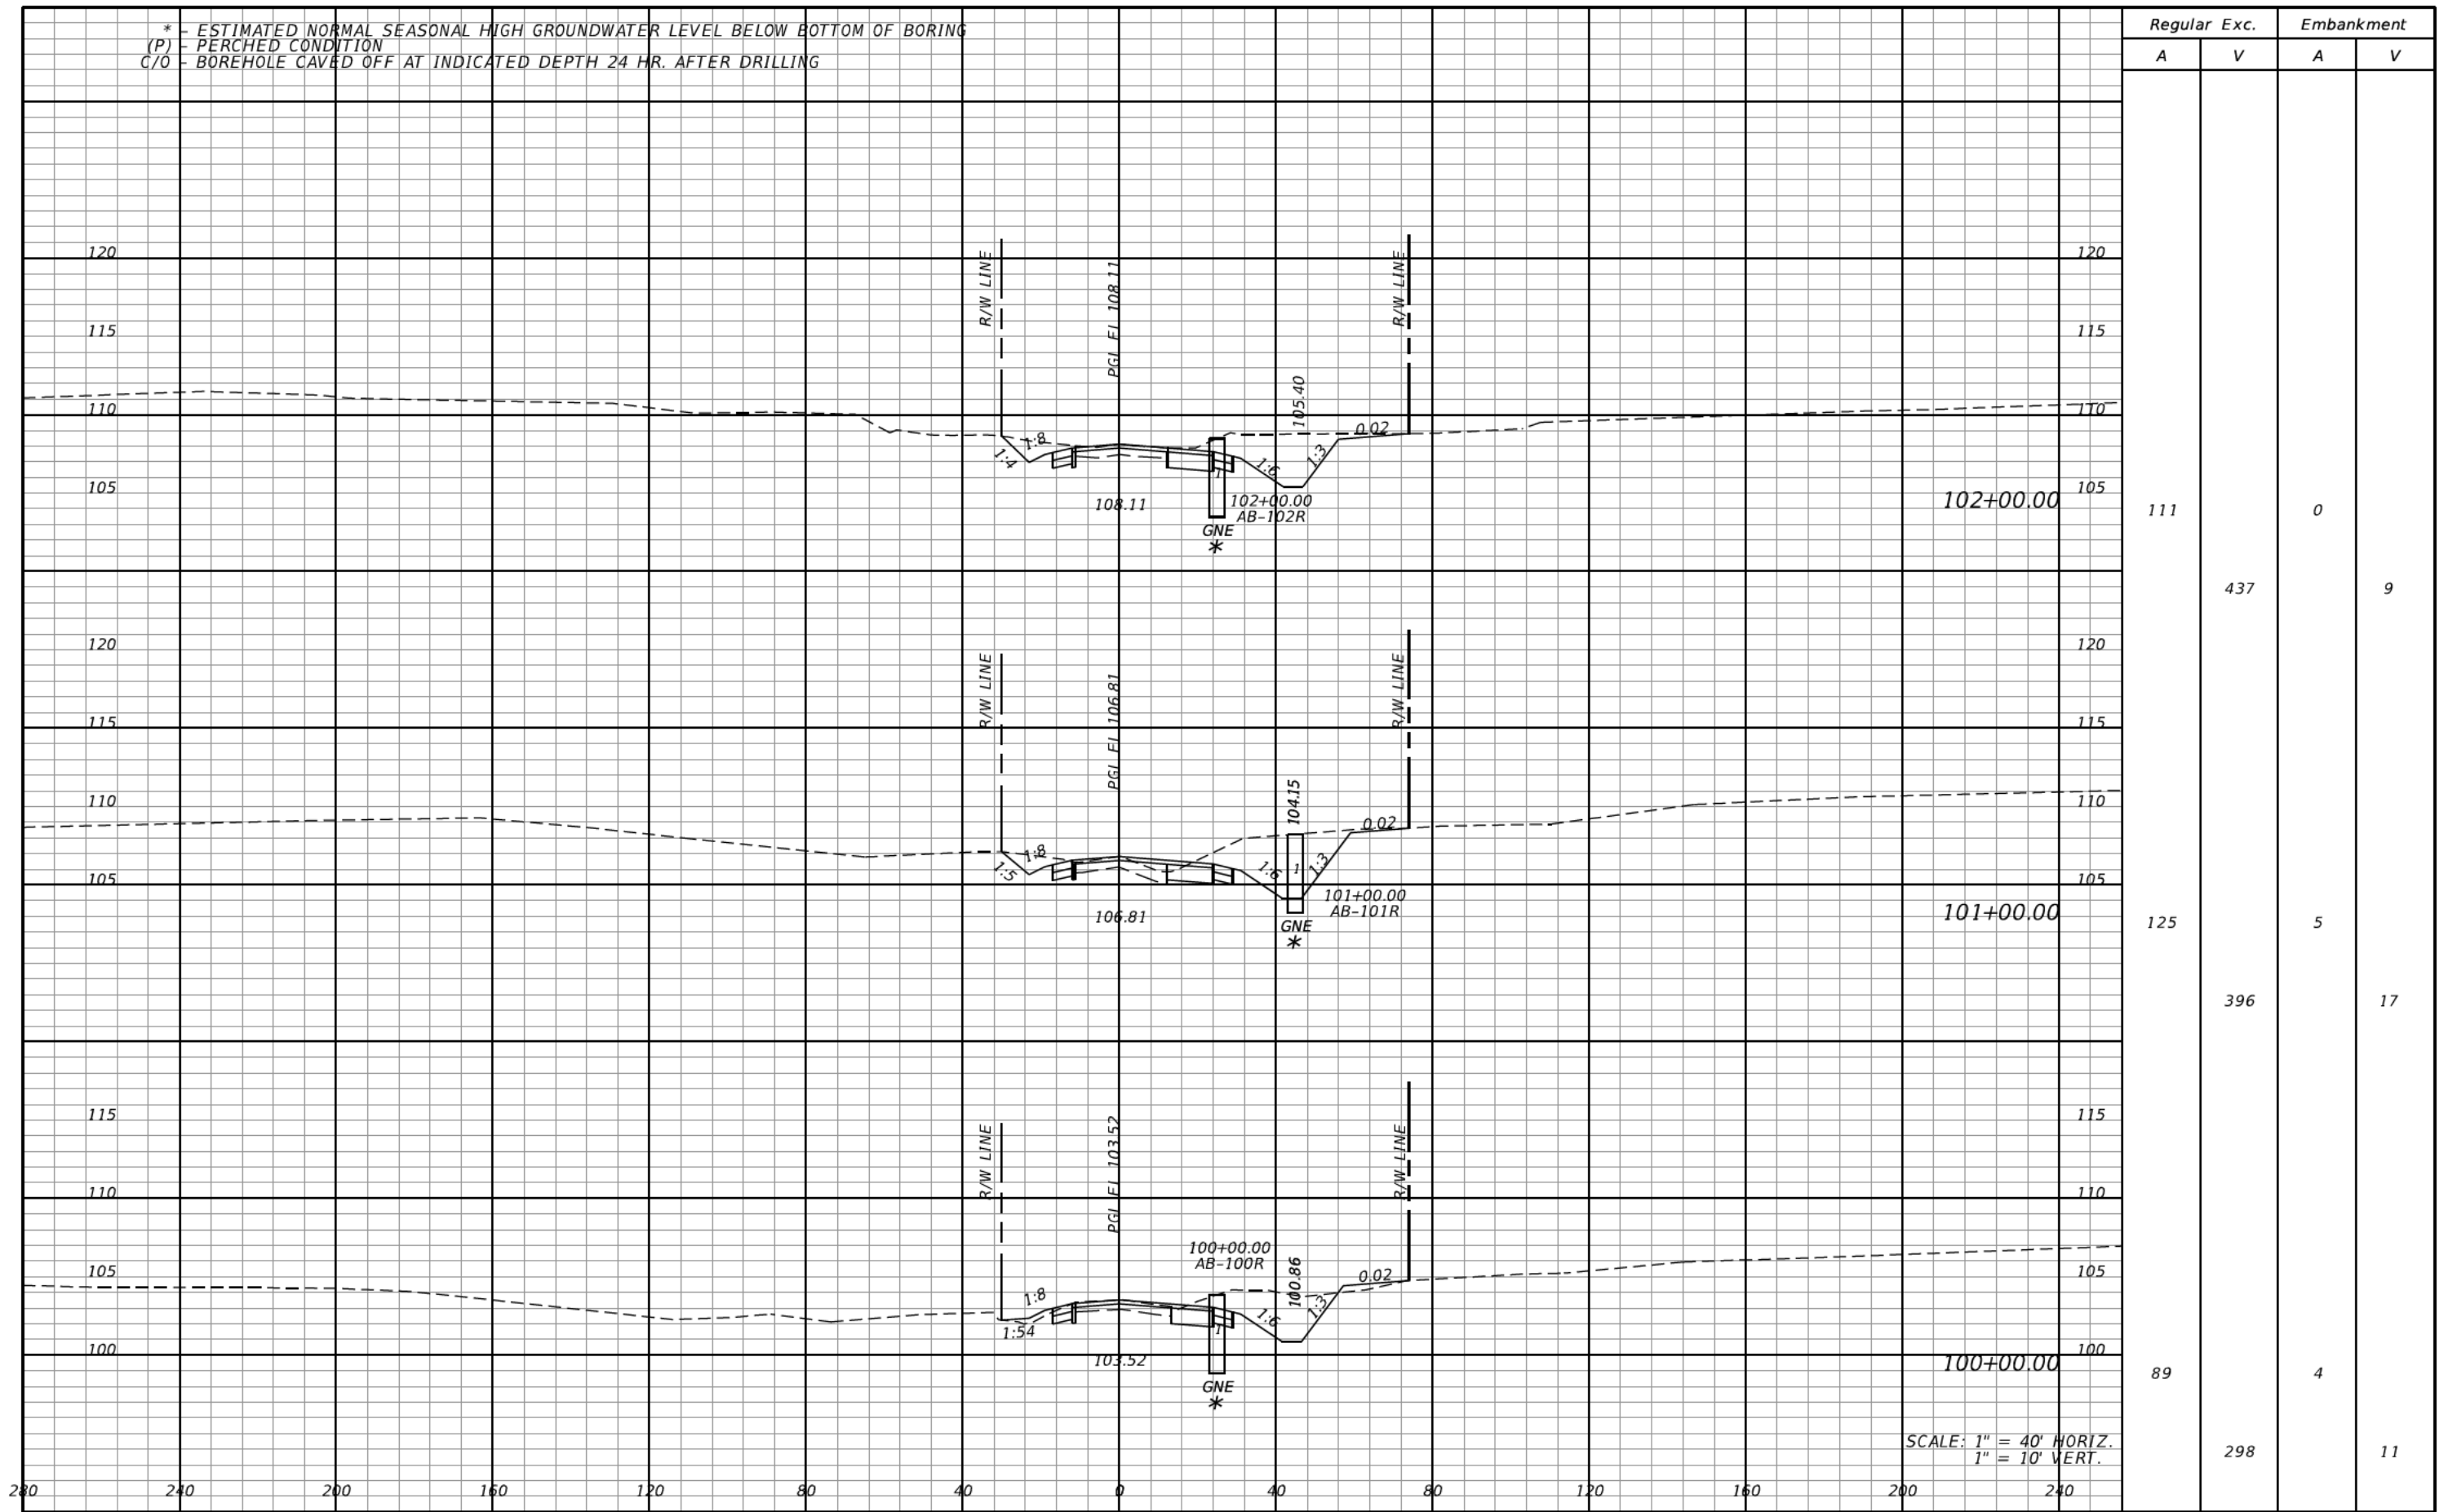 * – ESTIMATED NORMAL SEASONAL HIGH GROUNDWATER LEVEL BELOW BOTTOM OF BORING
(P) – PERCHED CONDITION
C/O – BOREHOLE CAVED OFF AT INDICATED DEPTH 24 HR. AFTER DRILLING
Regular Exc. Embankment
A V A V
120 120
R/W LINE PGL EL 108.11 R/W LINE
115 115
105.40
110 110
1:8 0.02
1:4 1:6 1:3
1
105 105
108.11 102+00.00 102+00.00
AB-102R
111 0
GNE
*
437 9
120 120
R/W LINE PGL EL 106.81 R/W LINE
115 115
104.15
110 110
1:8 0.02
1:5 1:6 1 1:3
105 105
101+00.00
106.81 AB-101R 101+00.00
125 5
GNE
*
396 17
115 115
R/W LINE PGL EL 103.52 R/W LINE
110 110
100+00.00
AB-100R
100.86
105 105
1:8 0.02
1:54 1 1:6 1:3
100 100
103.52 100+00.00
89 4
GNE
*
SCALE: 1" = 40' HORIZ.
1" = 10' VERT.
298 11
280 240 200 160 120 80 40 0 40 80 120 160 200 240